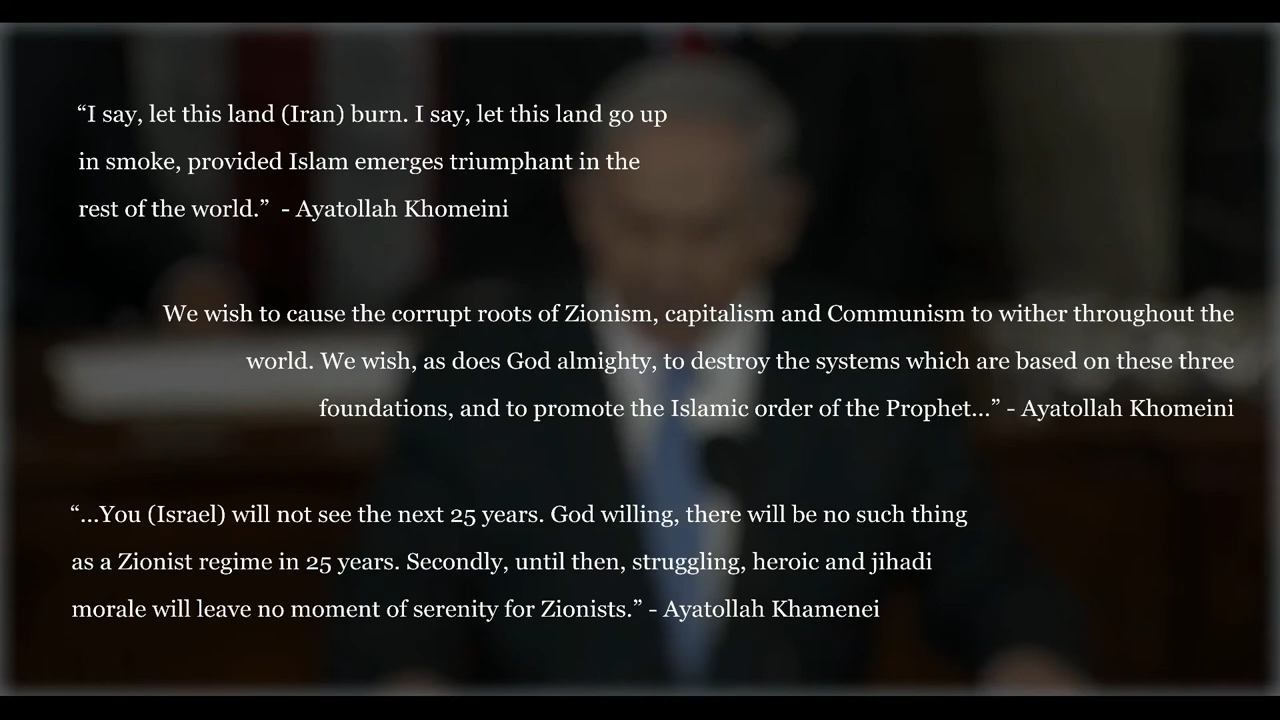 “I say, let this land (Iran) burn. I say, let this land go up
in smoke, provided Islam emerges triumphant in the
rest of the world.”  - Ayatollah Khomeini
We wish to cause the corrupt roots of Zionism, capitalism and Communism to wither throughout the
world. We wish, as does God almighty, to destroy the systems which are based on these three
foundations, and to promote the Islamic order of the Prophet...” - Ayatollah Khomeini
“...You (Israel) will not see the next 25 years. God willing, there will be no such thing
as a Zionist regime in 25 years. Secondly, until then, struggling, heroic and jihadi
morale will leave no moment of serenity for Zionists.” - Ayatollah Khamenei